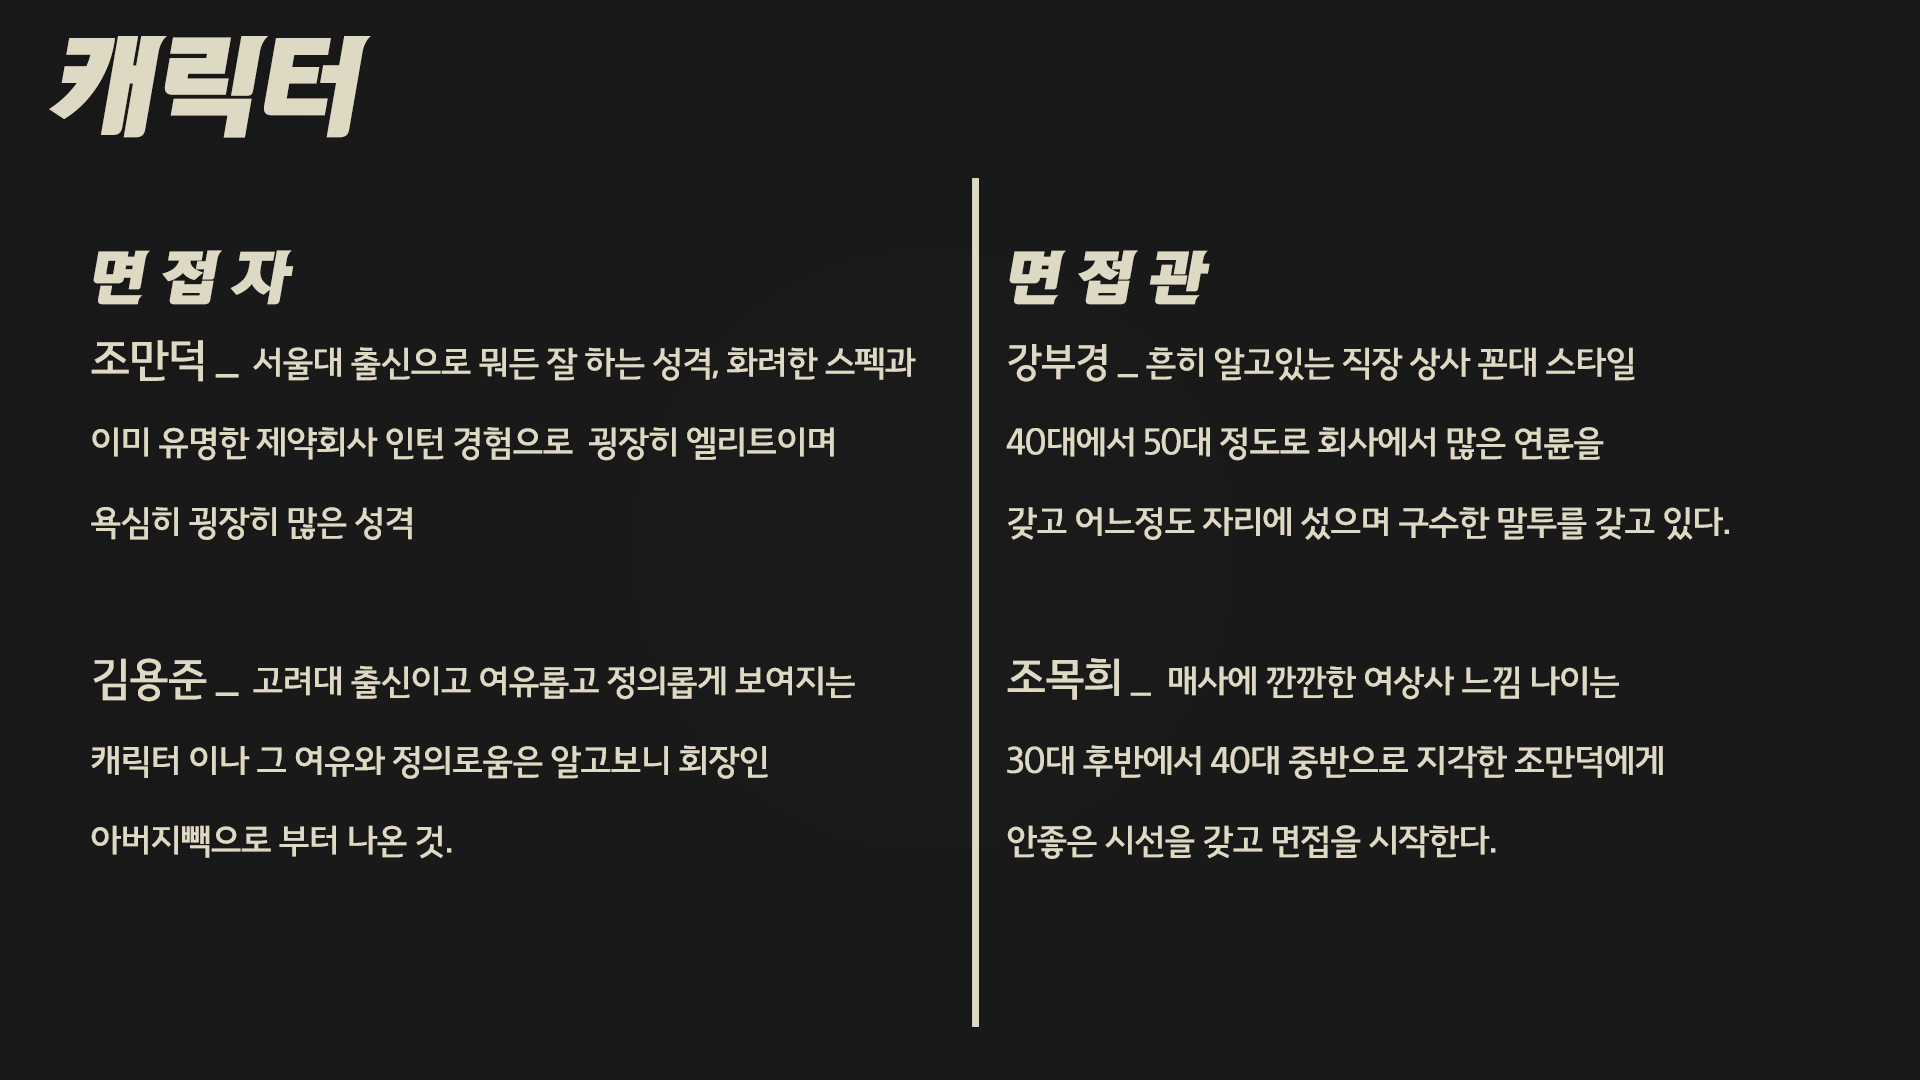 캐릭터
면접자
조만덕 _ 서울대 출신으로 뭐든 잘 하는 성격, 화려한 스펙과
이미 유명한 제약회사 인턴 경험으로 굉장히 엘리트이며
욕심히 굉장히 많은 성격
김용준 _ 고려대 출신이고 여유롭고 정의롭게 보여지는
캐릭터 이나 그 여유와 정의로움은 알고보니 회장인
아버지빽으로 부터 나온 것.
면접관
강부경 _ 흔히 알고있는 직장 상사 꼰대 스타일
40대에서 50대 정도로 회사에서 많은 연륜을
갖고 어느정도 자리에 섰으며 구수한 말투를 갖고 있다.
조목희 _ 매사에 깐깐한 여상사 느낌 나이는
30대 후반에서 40대 중반으로 지각한 조만덕에게
안좋은 시선을 갖고 면접을 시작한다.